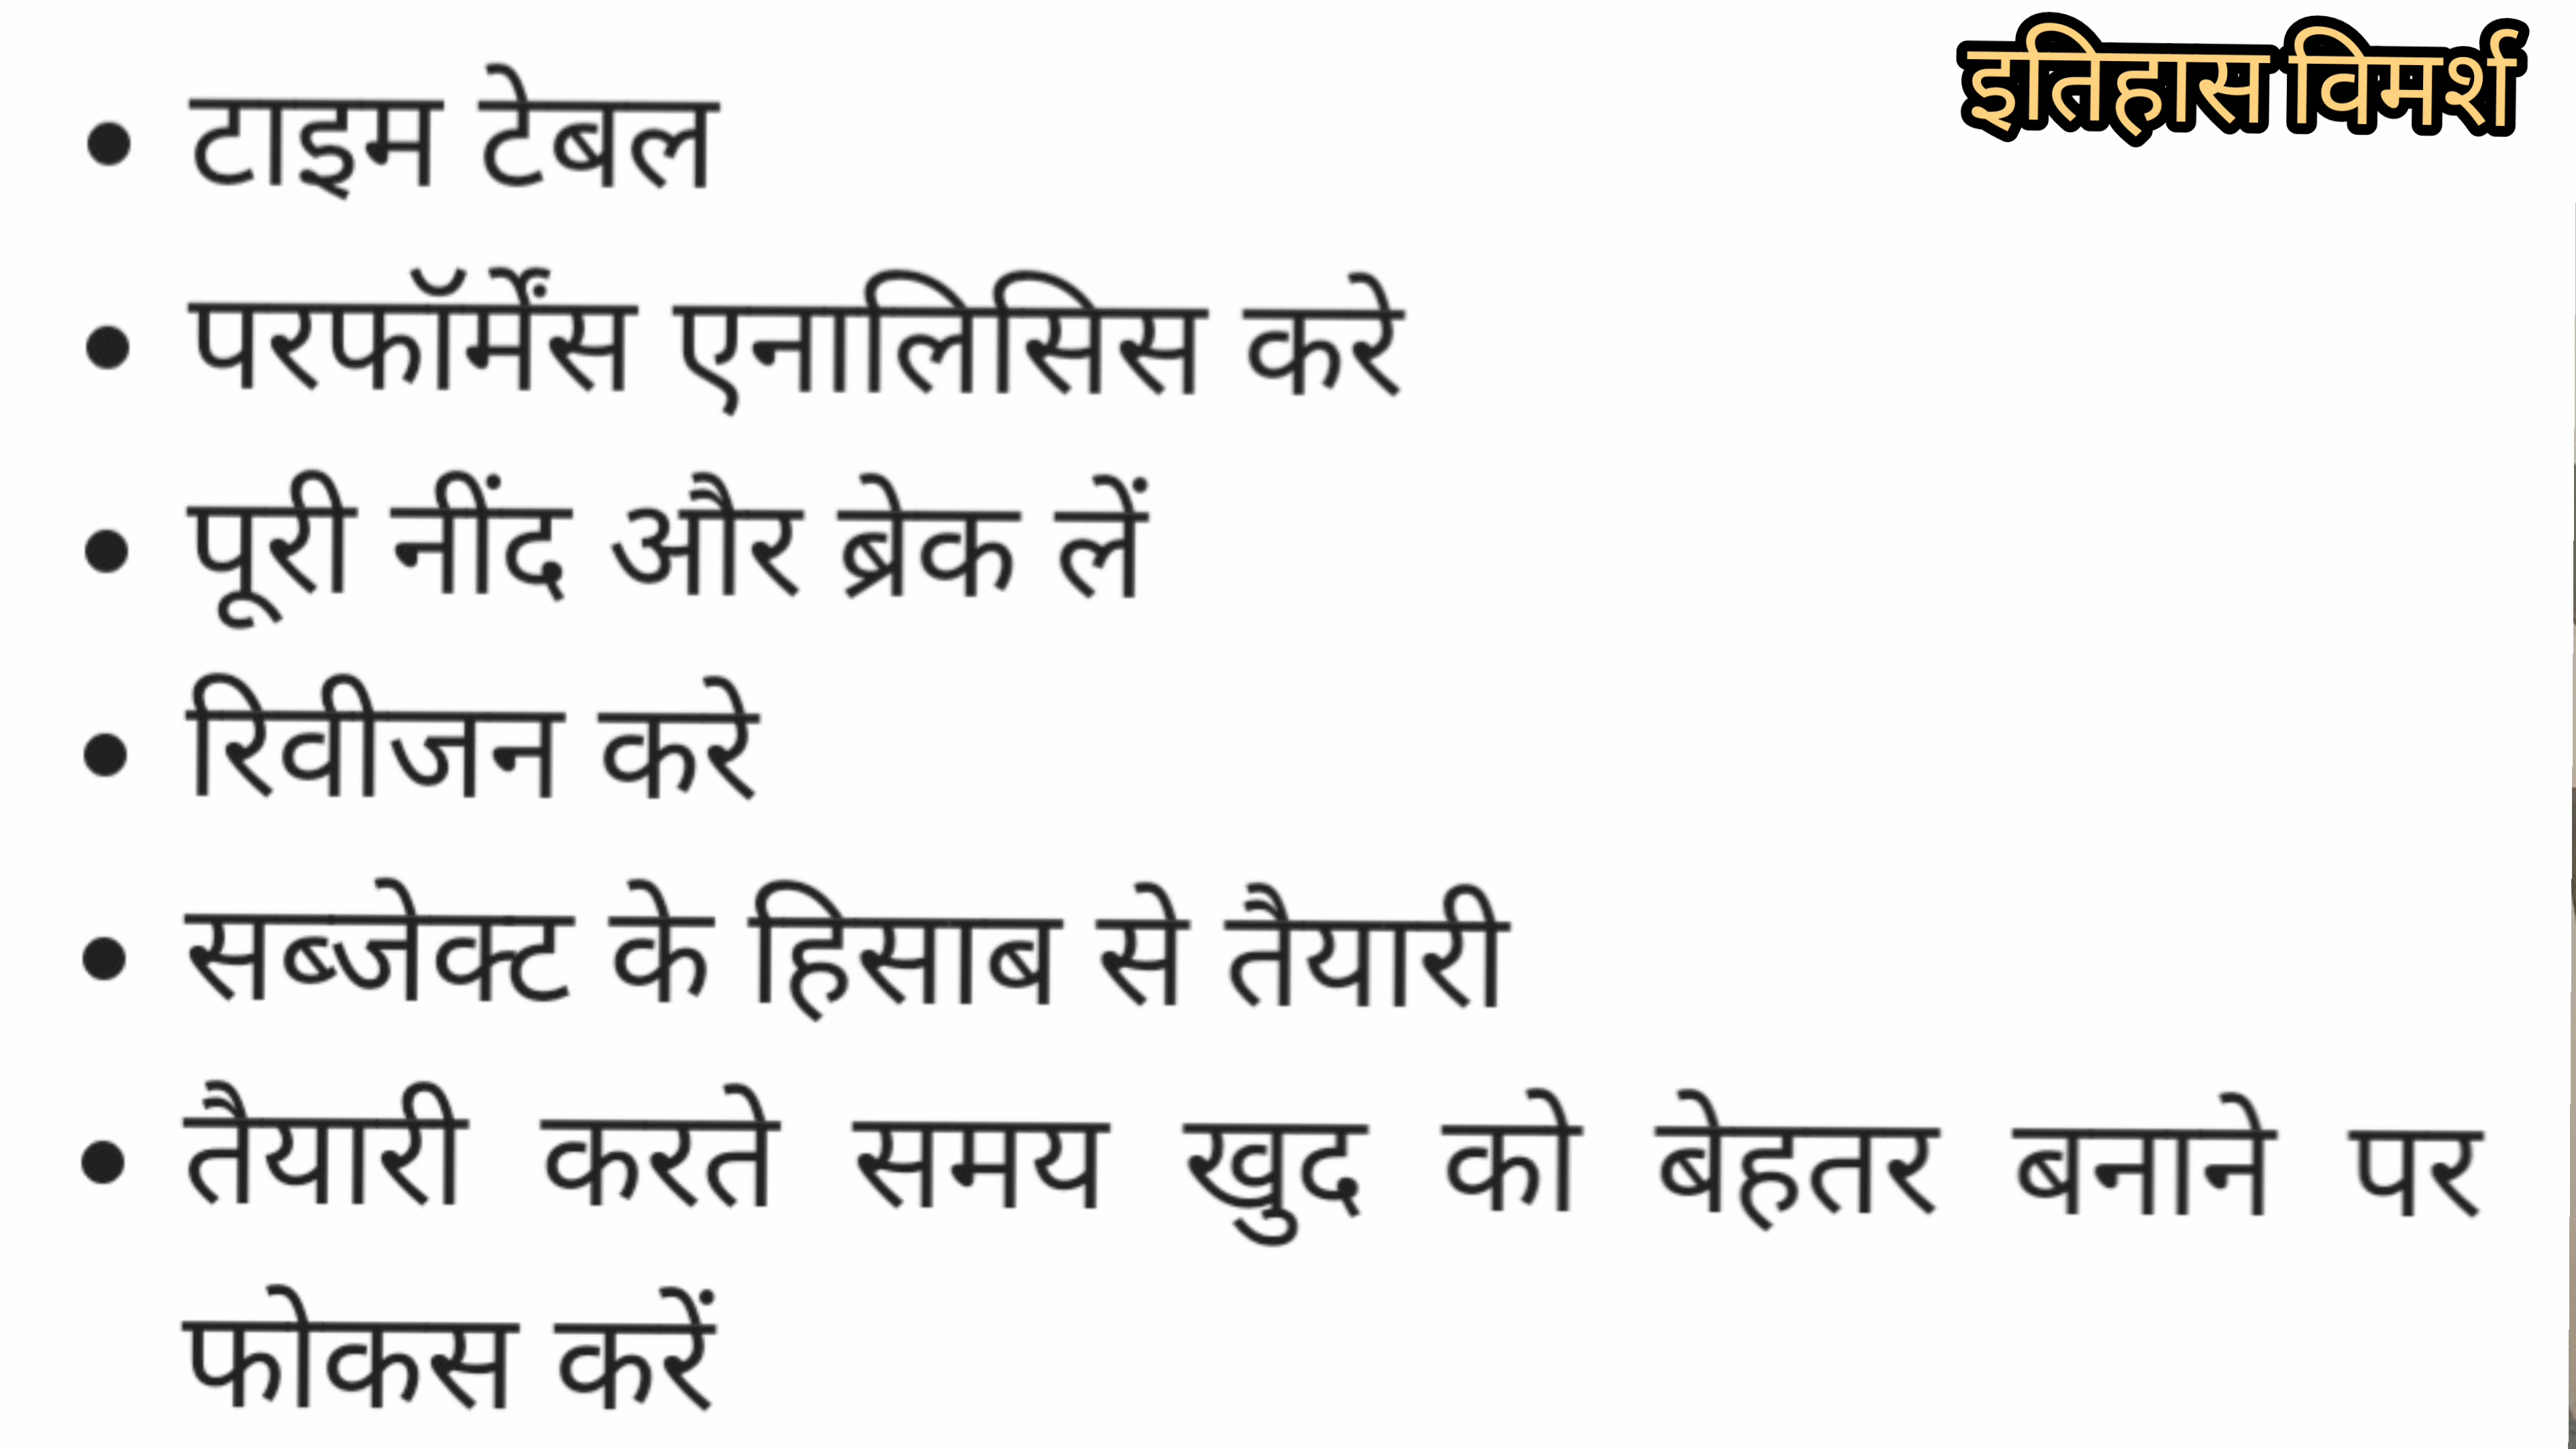 इतिहास विमर्श
• टाइम टेबल
• परफॉर्मेंस एनालिसिस करे
• पूरी नींद और ब्रेक लें
• रिवीजन करे
• सब्जेक्ट के हिसाब से तैयारी
• तैयारी करते समय खुद को बेहतर बनाने पर
फोकस करें